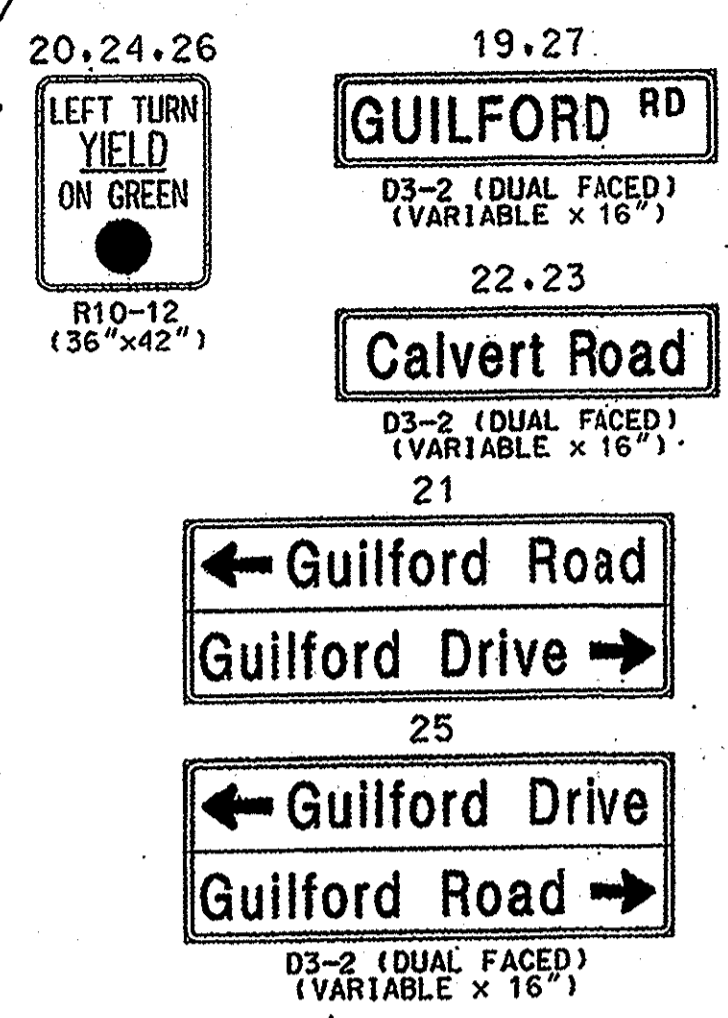 20.24.26
LEFT TURN
YIELD
ON GREEN
R10-12
(36"x42")
19.27
GUILFORD RD
D3-2 (DUAL FACED)
(VARIABLE x 16")
22.23
Calvert Road
D3-2 (DUAL FACED)
(VARIABLE x 16")
21
Guilford Road
Guilford Drive
25
Guilford Drive
Guilford Road
D3-2 (DUAL FACED)
(VARIABLE x 16")